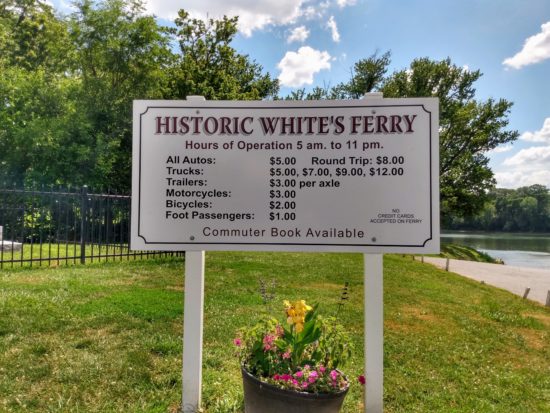 HISTORIC WHITE'S FERRY
Hours of Operation 5 am. to 11 pm.
All Autos: $5.00 Round Trip: $8.00
Trucks: $5.00, $7.00, $9.00, $12.00
Trailers: $3.00 per axle
Motorcycles: $3.00
Bicycles: $2.00
Foot Passengers: $1.00
NO
CREDIT CARDS
ACCEPTED ON FERRY
Commuter Book Available